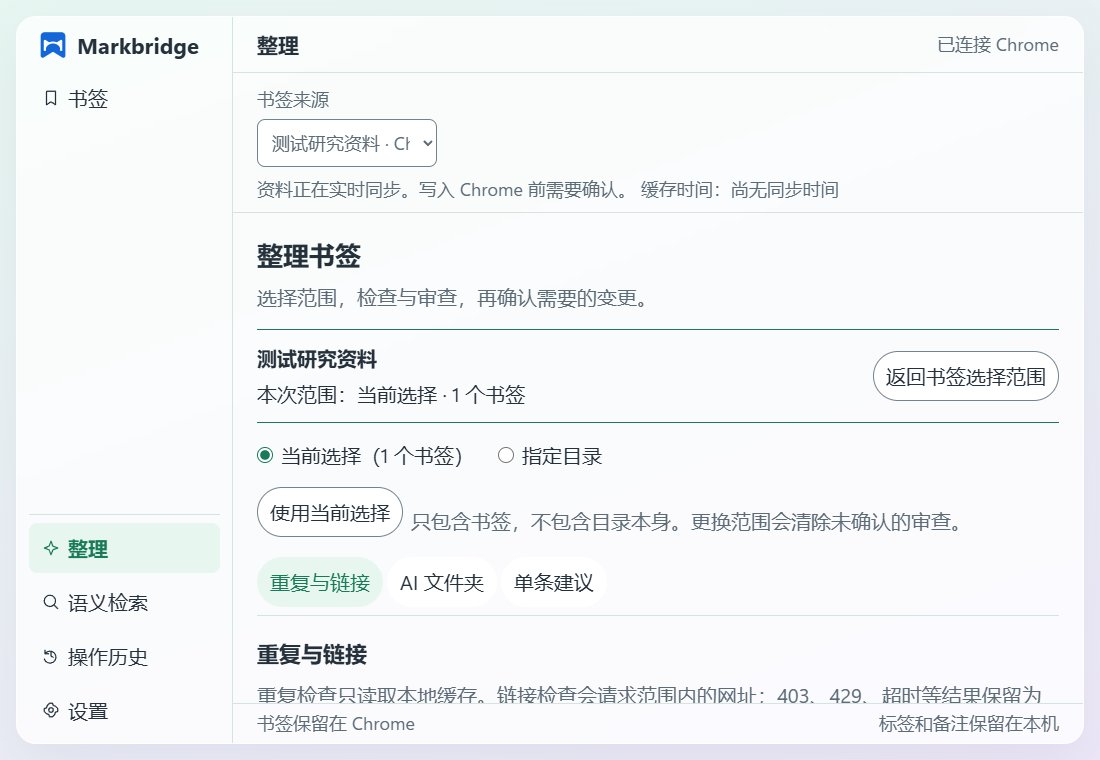 Markbridge
书签
整理
语义检索
操作历史
设置
整理
已连接 Chrome
书签来源
测试研究资料 · Ch
资料正在实时同步。写入 Chrome 前需要确认。 缓存时间：尚无同步时间
整理书签
选择范围，检查与审查，再确认需要的变更。
测试研究资料
本次范围：当前选择 · 1 个书签
返回书签选择范围
当前选择（1 个书签）
指定目录
使用当前选择
只包含书签，不包含目录本身。更换范围会清除未确认的审查。
重复与链接
AI 文件夹
单条建议
重复与链接
重复检查只读取本地缓存。链接检查会请求范围内的网址；403、429、超时等结果保留为
书签保留在 Chrome
标签和备注保留在本机